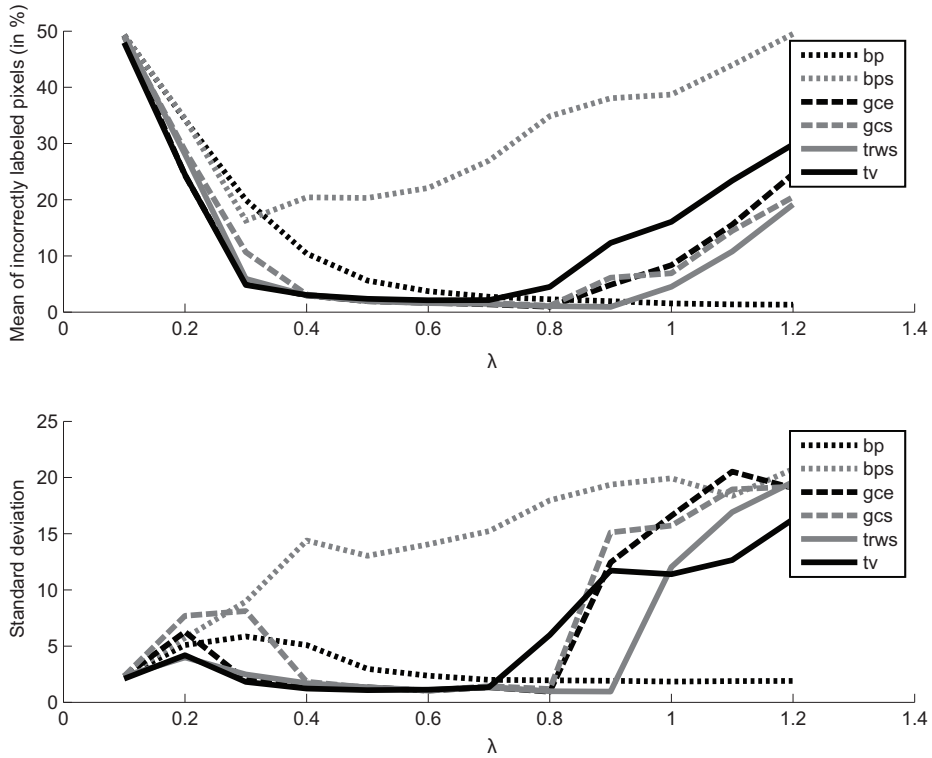 Mean of incorrectly labeled pixels (in %)
50
40
30
20
10
0
0 0.2 0.4 0.6 0.8 1 1.2 1.4
λ
bp
bps
gce
gcs
trws
tv
Standard deviation
25
20
15
10
5
0
0 0.2 0.4 0.6 0.8 1 1.2 1.4
λ
bp
bps
gce
gcs
trws
tv